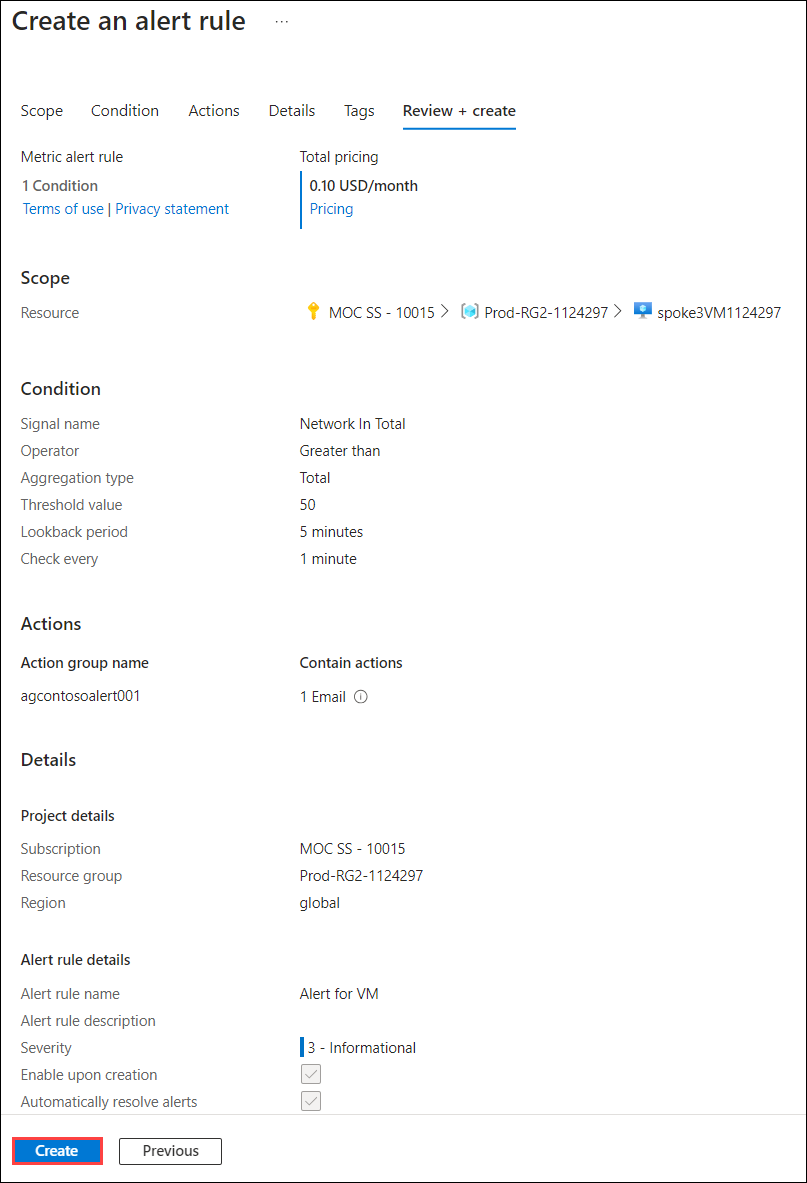 Create an alert rule ...
Scope Condition Actions Details Tags Review + create
Metric alert rule Total pricing
1 Condition 0.10 USD/month
Terms of use | Privacy statement Pricing
Scope
Resource MOC SS - 10015 > Prod-RG2-1124297 > spoke3VM1124297
Condition
Signal name Network In Total
Operator Greater than
Aggregation type Total
Threshold value 50
Lookback period 5 minutes
Check every 1 minute
Actions
Action group name Contain actions
agcontosoalert001 1 Email
Details
Project details
Subscription MOC SS - 10015
Resource group Prod-RG2-1124297
Region global
Alert rule details
Alert rule name Alert for VM
Alert rule description
Severity 3 - Informational
Enable upon creation
Automatically resolve alerts
Create Previous